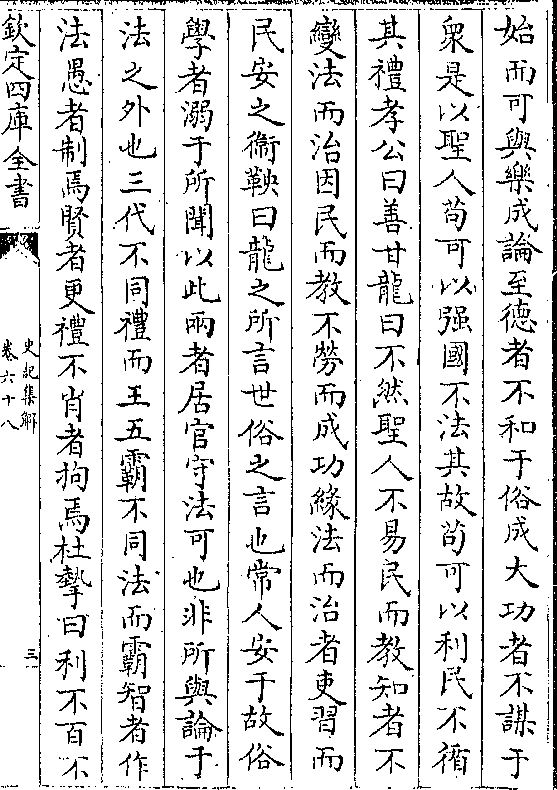 始而可與樂成論至德者不和于俗成大功者不謀于
衆是以聖人苟可以强國不法其故茍可以利民不循
其禮孝公曰善甘龍曰不然聖人不易民而教知者不
變法而治因民而教不勞而成功緣法而治者吏習而
民安之衞鞅曰龍之所言世俗之言也常人安于故俗
學者溺于所聞以此兩者居官守法可也非所與論于
法之外也三代不同禮而王五霸不同法而霸智者作
法愚者制焉賢者更禮不肖者拘焉杜摯曰利不百不
欽定四庫全書
史記集解
卷六十八
三